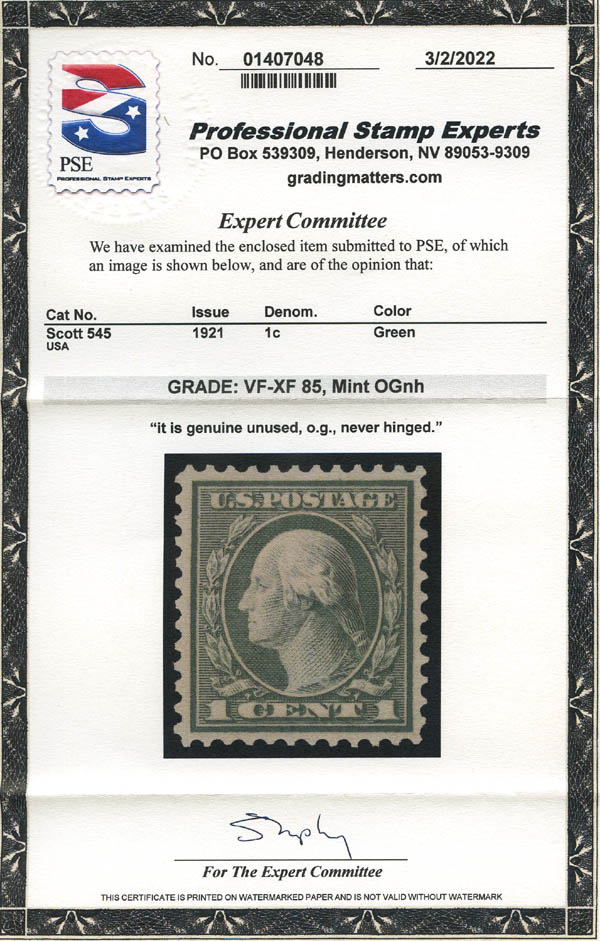 No. 01407048 3/2/2022
PSE
PROFESSIONAL STAMP EXPERTS
Professional Stamp Experts
PO Box 539309, Henderson, NV 89053-9309
gradingmatters.com
Expert Committee
We have examined the enclosed item submitted to PSE, of which
an image is shown below, and are of the opinion that:
Cat No. Issue Denom. Color
Scott 545 1921 1c Green
USA
GRADE: VF-XF 85, Mint OGnh
“it is genuine unused, o.g., never hinged.”
U.S. POSTAGE
1 CENT 1
For The Expert Committee
THIS CERTIFICATE IS PRINTED ON WATERMARKED PAPER AND IS NOT VALID WITHOUT WATERMARK